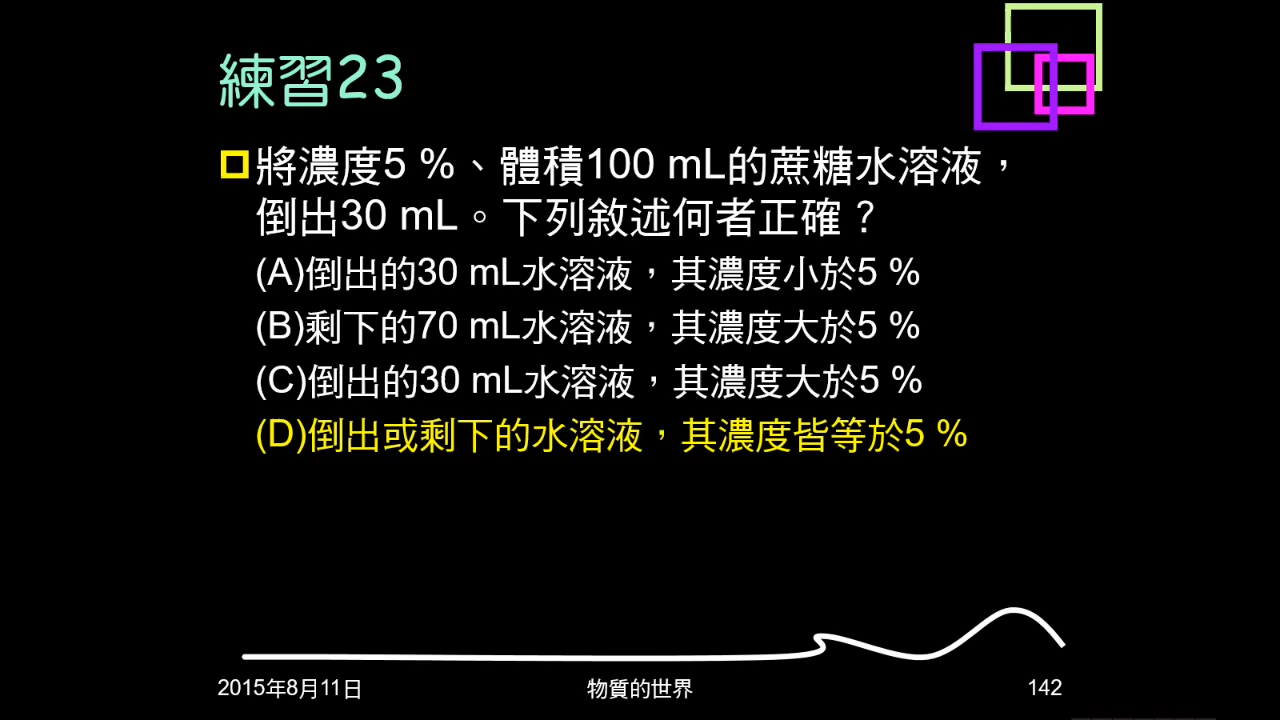 練習23
將濃度5 %、體積100 mL的蔗糖水溶液，
倒出30 mL。下列敘述何者正確？
(A)倒出的30 mL水溶液，其濃度小於5 %
(B)剩下的70 mL水溶液，其濃度大於5 %
(C)倒出的30 mL水溶液，其濃度大於5 %
(D)倒出或剩下的水溶液，其濃度皆等於5 %
2015年8月11日
物質的世界
142